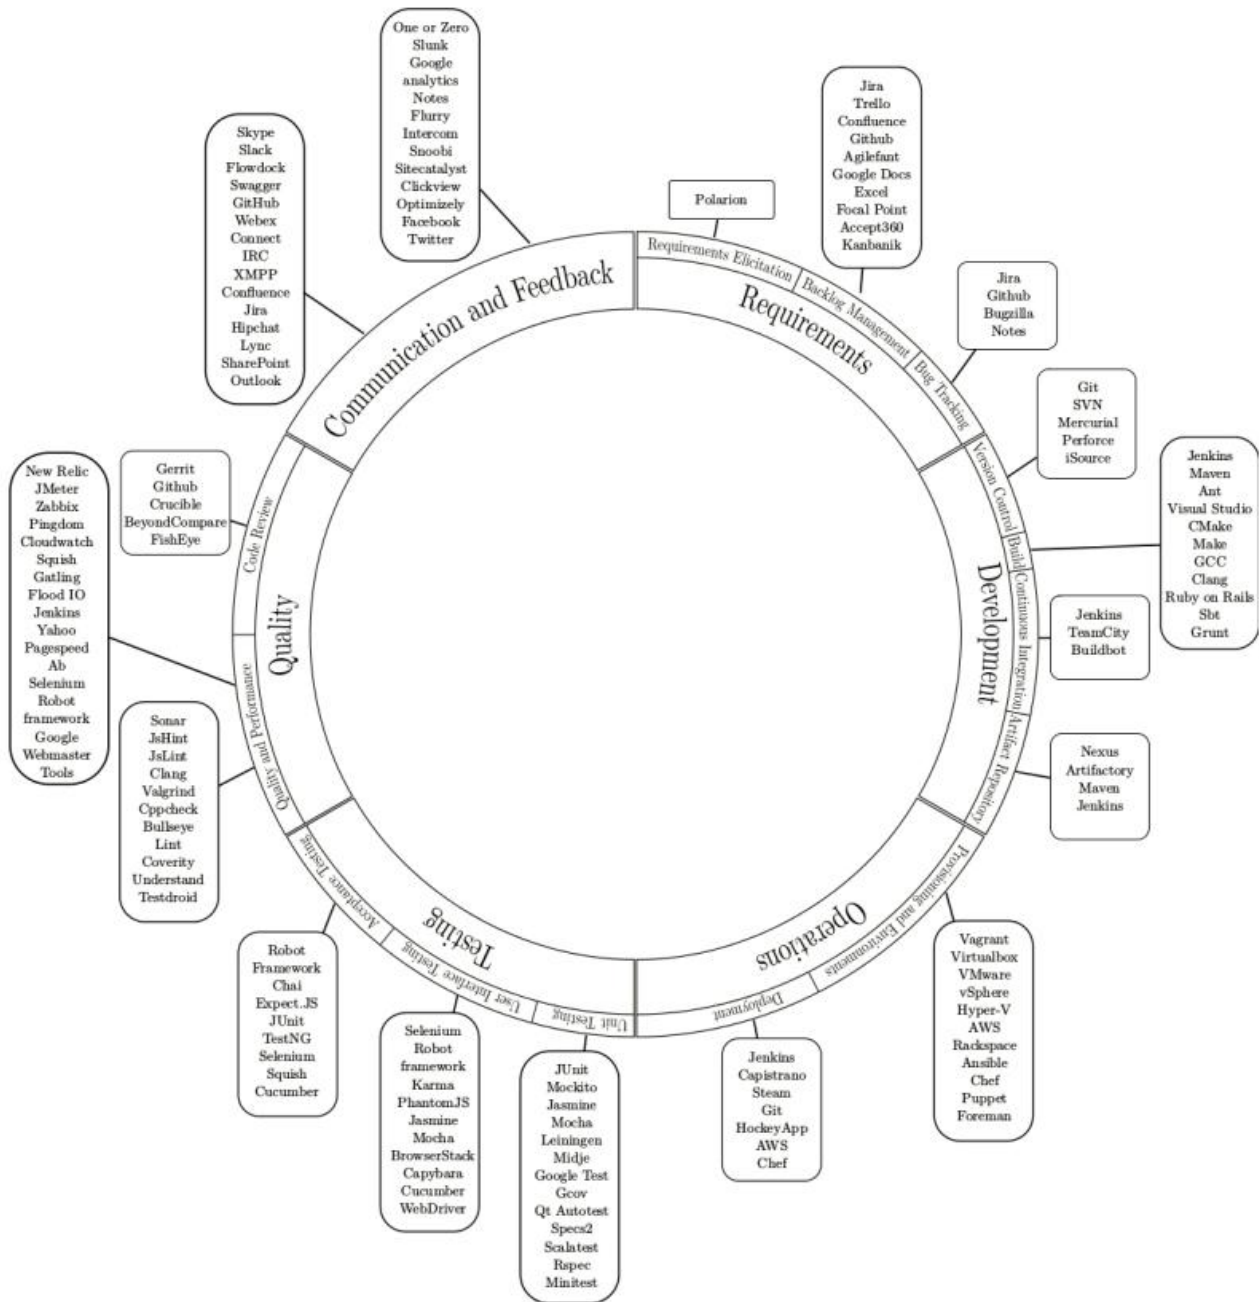 One or Zero
Slunk
Google
analytics
Notes
Flurry
Intercom
Snoobi
Sitecatalyst
Clickview
Optimizely
Facebook
Twitter
Skype
Slack
Flowdock
Swagger
GitHub
Webex
Connect
IRC
XMPP
Confluence
Jira
Hipchat
Lync
SharePoint
Outlook
Communication and Feedback
Polarion
Requirements Elicitation
Jira
Trello
Confluence
Github
Agilefant
Google Docs
Excel
Focal Point
Accept360
Kanbanik
Backlog Management
Requirements
Jira
Github
Bugzilla
Notes
Bug Tracking
Git
SVN
Mercurial
Perforce
iSource
Version Control
Jenkins
Maven
Ant
Visual Studio
CMake
Make
GCC
Clang
Ruby on Rails
Sbt
Grunt
Build
Development
Jenkins
TeamCity
Buildbot
Continuous Integration
Nexus
Artifactory
Maven
Jenkins
Artifact Repository
Vagrant
Virtualbox
VMware
vSphere
Hyper-V
AWS
Rackspace
Ansible
Chef
Puppet
Foreman
Provisioning and Environments
Operations
Deployment
Jenkins
Capistrano
Steam
Git
HockeyApp
AWS
Chef
Unit Testing
JUnit
Mockito
Jasmine
Mocha
Leiningen
Midje
Google Test
Gcov
Qt Autotest
Specs2
Scalatest
Rspec
Minitest
User Interface Testing
Testing
Selenium
Robot
framework
Karma
PhantomJS
Jasmine
Mocha
BrowserStack
Capybara
Cucumber
WebDriver
Acceptance Testing
Robot
Framework
Chai
Expect.JS
JUnit
TestNG
Selenium
Squish
Cucumber
Quality and Performance
Quality
Sonar
JsHint
JsLint
Clang
Valgrind
Cppcheck
Bullseye
Lint
Coverity
Understand
Testdroid
New Relic
JMeter
Zabbix
Pingdom
Cloudwatch
Squish
Gatling
Flood IO
Jenkins
Yahoo
Pagespeed
Ab
Selenium
Robot
framework
Google
Webmaster
Tools
Code Review
Gerrit
Github
Crucible
BeyondCompare
FishEye